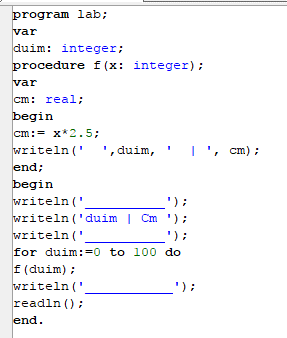 program lab;
var
duim: integer;
procedure f(x: integer);
var
cm: real;
begin
cm:= x*2.5;
writeln('  ',duim, '  | ', cm);
end;
begin
writeln('__________');
writeln('duim | Cm ');
writeln('__________');
for duim:=0 to 100 do
f(duim);
writeln('___________');
readln();
end.